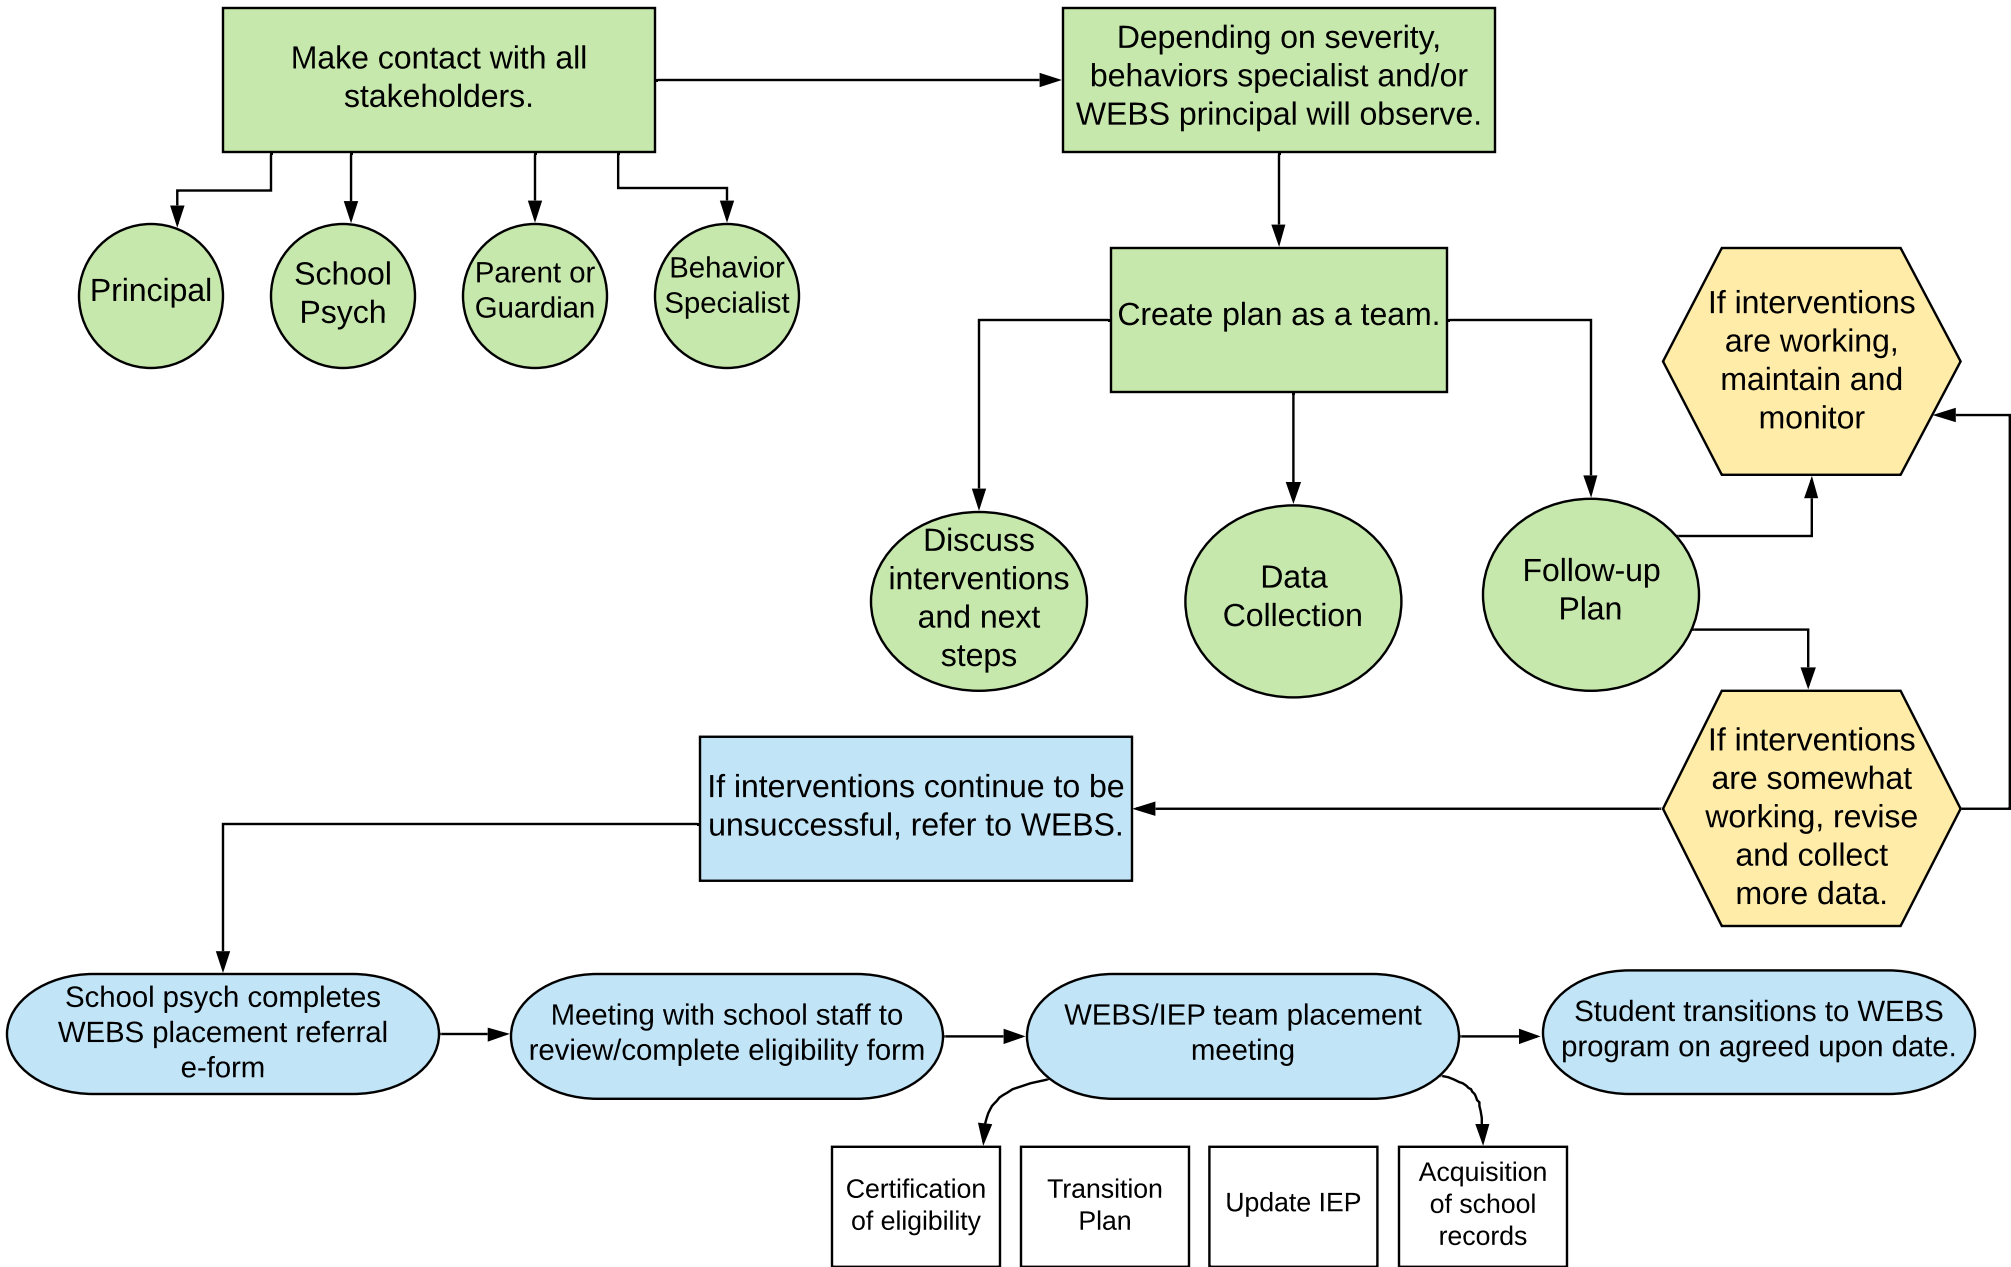 Make contact with all
stakeholders.
Depending on severity,
behaviors specialist and/or
WEBS principal will observe.
Principal
School
Psych
Parent or
Guardian
Behavior
Specialist
Create plan as a team.
If interventions
are working,
maintain and
monitor
Discuss
interventions
and next
steps
Data
Collection
Follow-up
Plan
If interventions continue to be
unsuccessful, refer to WEBS.
If interventions
are somewhat
working, revise
and collect
more data.
School psych completes
WEBS placement referral
e-form
Meeting with school staff to
review/complete eligibility form
WEBS/IEP team placement
meeting
Student transitions to WEBS
program on agreed upon date.
Certification
of eligibility
Transition
Plan
Update IEP
Acquisition
of school
records